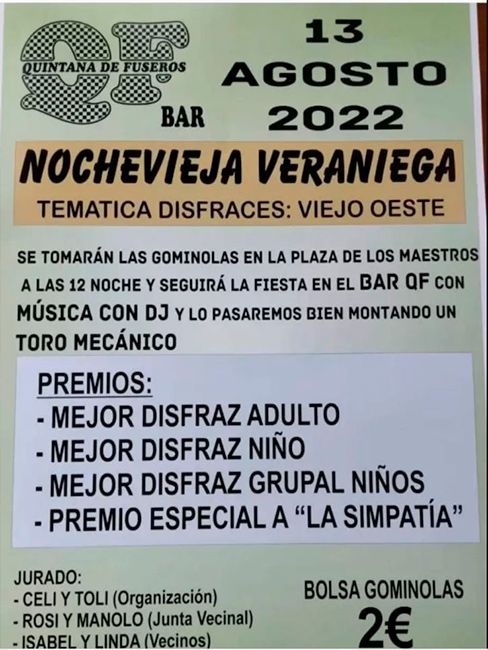 QF
QUINTANA DE FUSEROS
BAR
13
AGOSTO
2022
NOCHEVIEJA VERANIEGA
TEMATICA DISFRACES: VIEJO OESTE
SE TOMARÁN LAS GOMINOLAS EN LA PLAZA DE LOS MAESTROS
A LAS 12 NOCHE Y SEGUIRÁ LA FIESTA EN EL BAR QF CON
MÚSICA CON DJ Y LO PASAREMOS BIEN MONTANDO UN
TORO MECÁNICO
PREMIOS:
- MEJOR DISFRAZ ADULTO
- MEJOR DISFRAZ NIÑO
- MEJOR DISFRAZ GRUPAL NIÑOS
- PREMIO ESPECIAL A “LA SIMPATÍA”
JURADO:
- CELI Y TOLI (Organización)
- ROSI Y MANOLO (Junta Vecinal)
- ISABEL Y LINDA (Vecinos)
BOLSA GOMINOLAS
2€